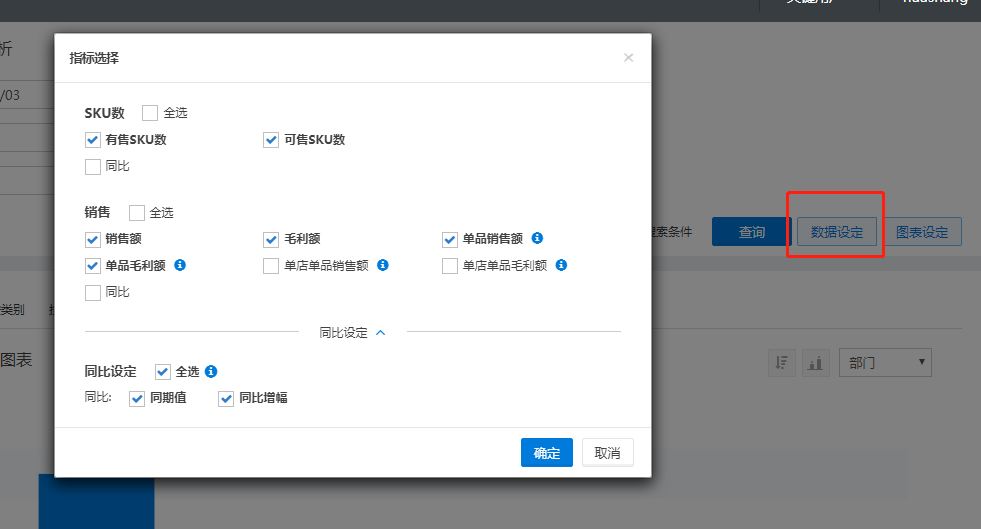 huashang
析
指标选择
/03
SKU数 全选
有售SKU数 可售SKU数
同比
销售 全选
销售额 毛利额 单品销售额
单品毛利额 单店单品销售额 单店单品毛利额
同比
索条件 查询 数据设定 图表设定
同比设定
类别
图表
部门
同比设定 全选
同比: 同期值 同比增幅
确定 取消